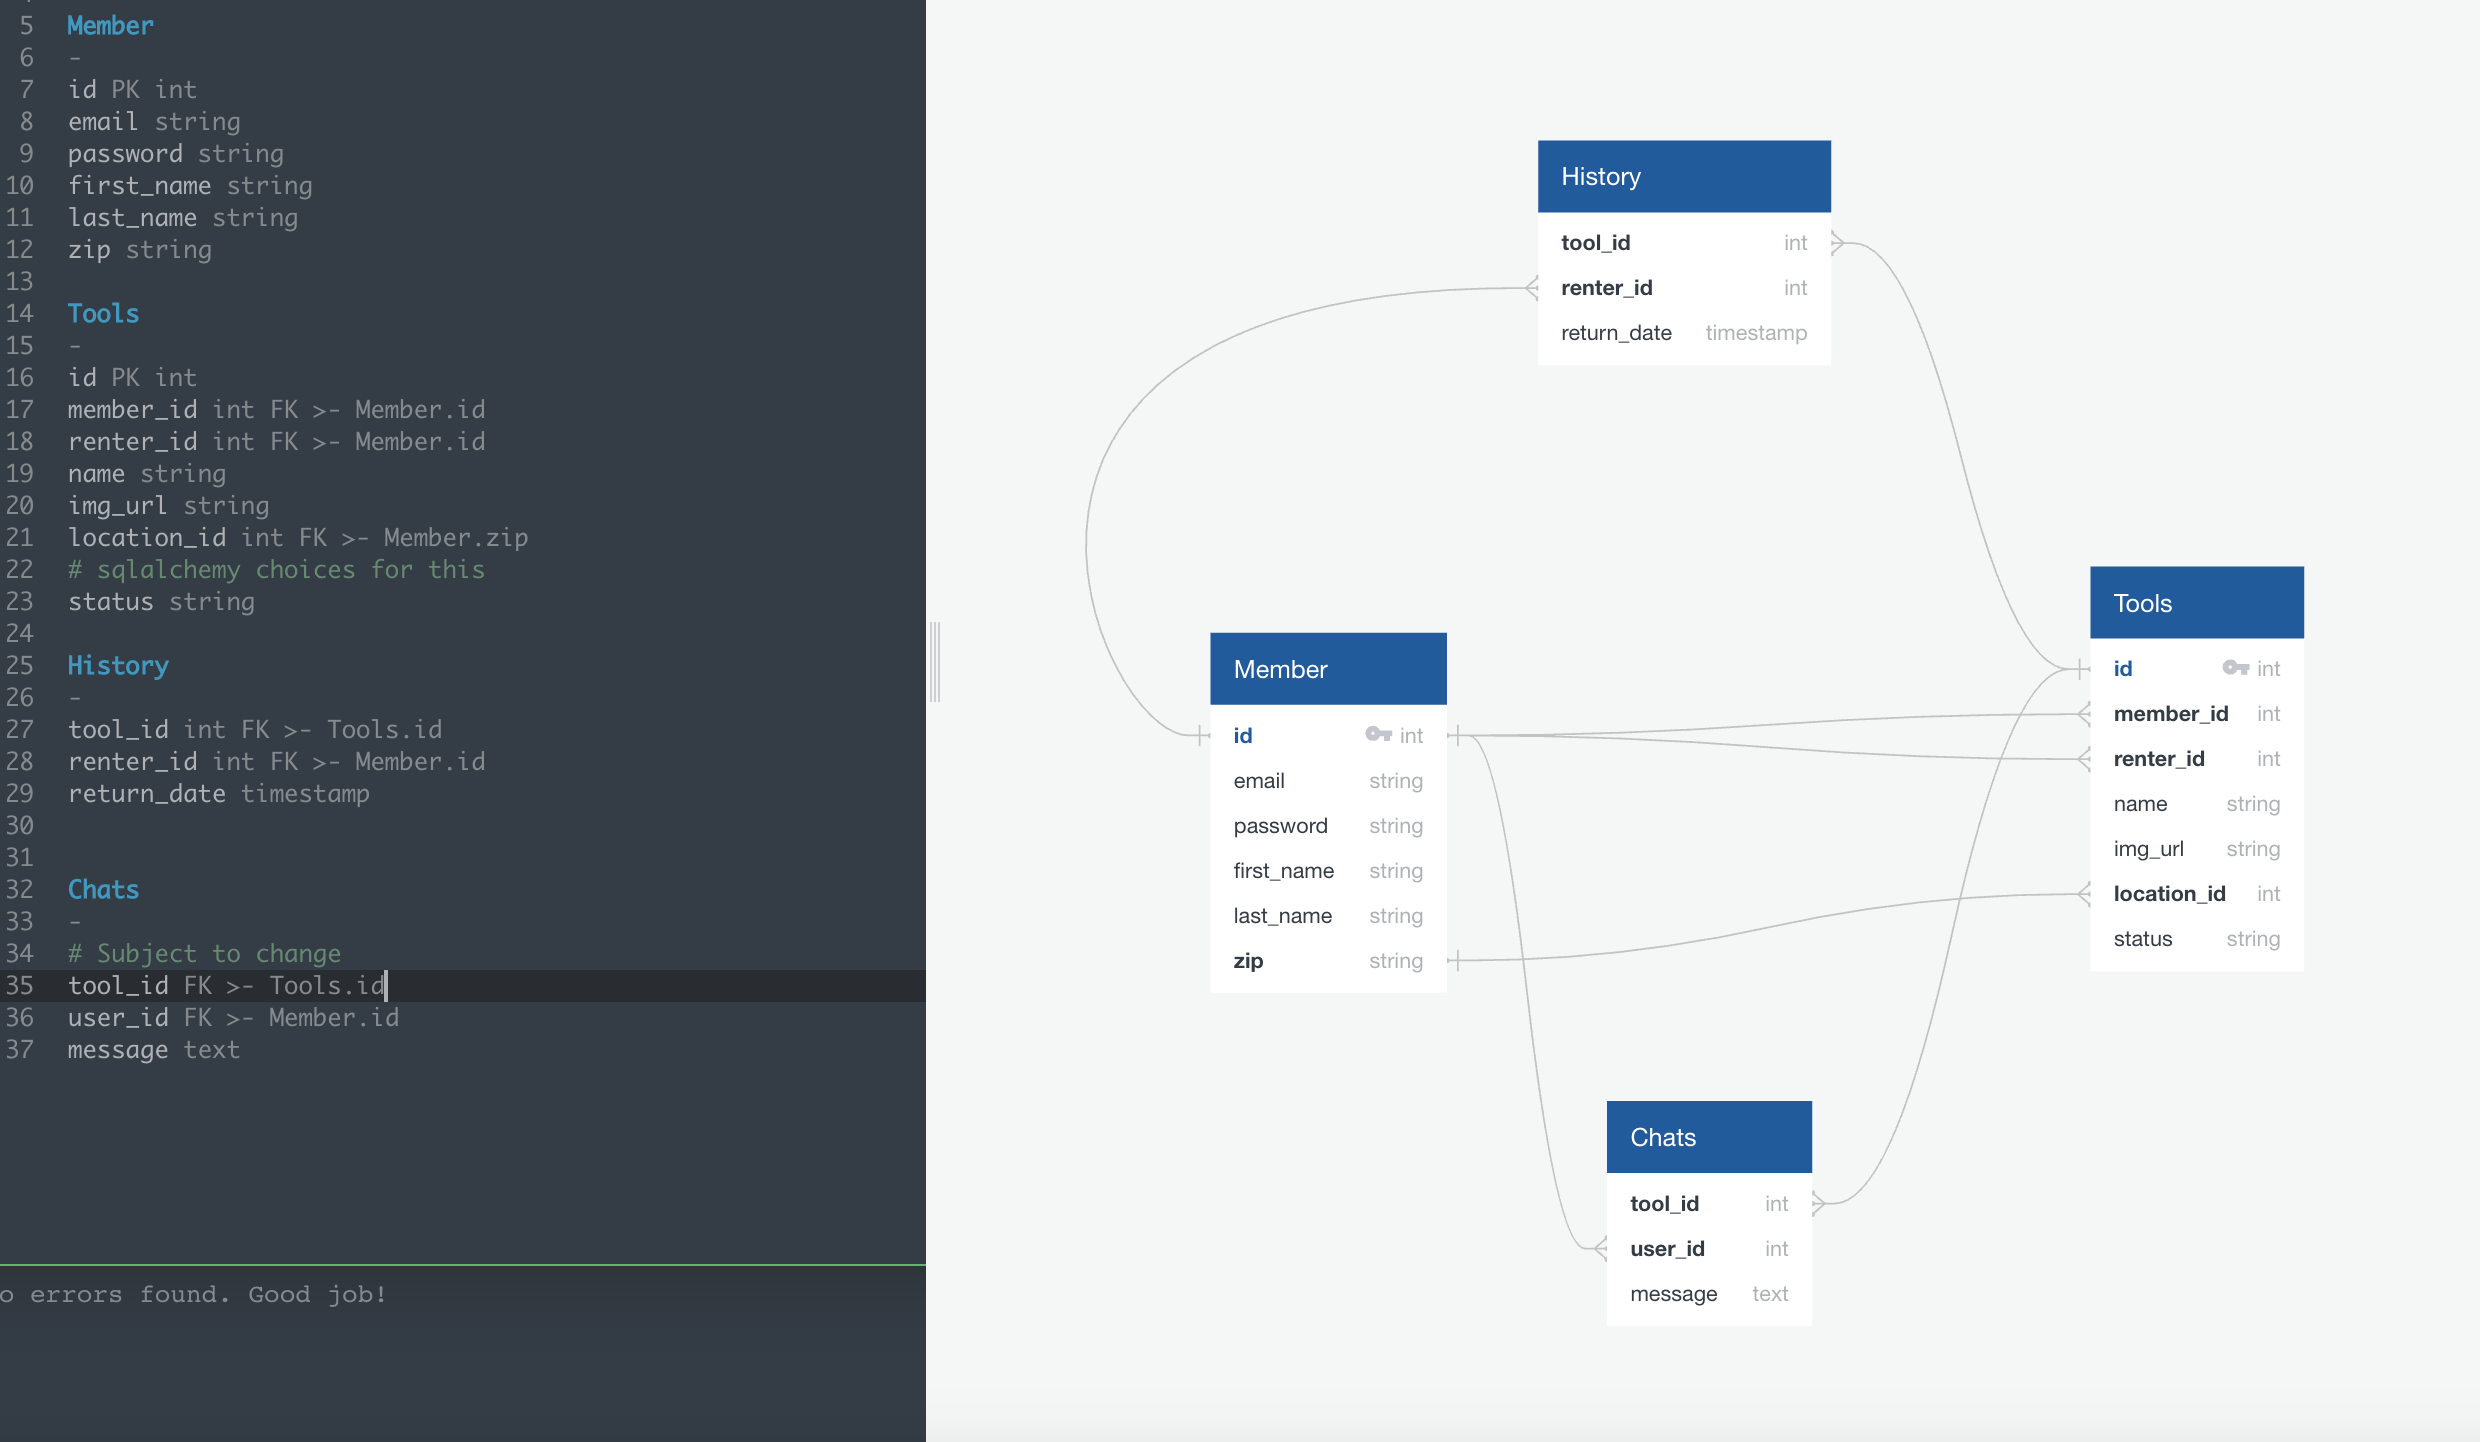 5 Member
6 -
7 id PK int
8 email string
9 password string
10 first_name string
11 last_name string
12 zip string
13
14 Tools
15 -
16 id PK int
17 member_id int FK >- Member.id
18 renter_id int FK >- Member.id
19 name string
20 img_url string
21 location_id int FK >- Member.zip
22 # sqlalchemy choices for this
23 status string
24
25 History
26 -
27 tool_id int FK >- Tools.id
28 renter_id int FK >- Member.id
29 return_date timestamp
30
31
32 Chats
33 -
34 # Subject to change
35 tool_id FK >- Tools.id
36 user_id FK >- Member.id
37 message text
o errors found. Good job!
History
tool_id int
renter_id int
return_date timestamp
Member
id int
email string
password string
first_name string
last_name string
zip string
Tools
id int
member_id int
renter_id int
name string
img_url string
location_id int
status string
Chats
tool_id int
user_id int
message text